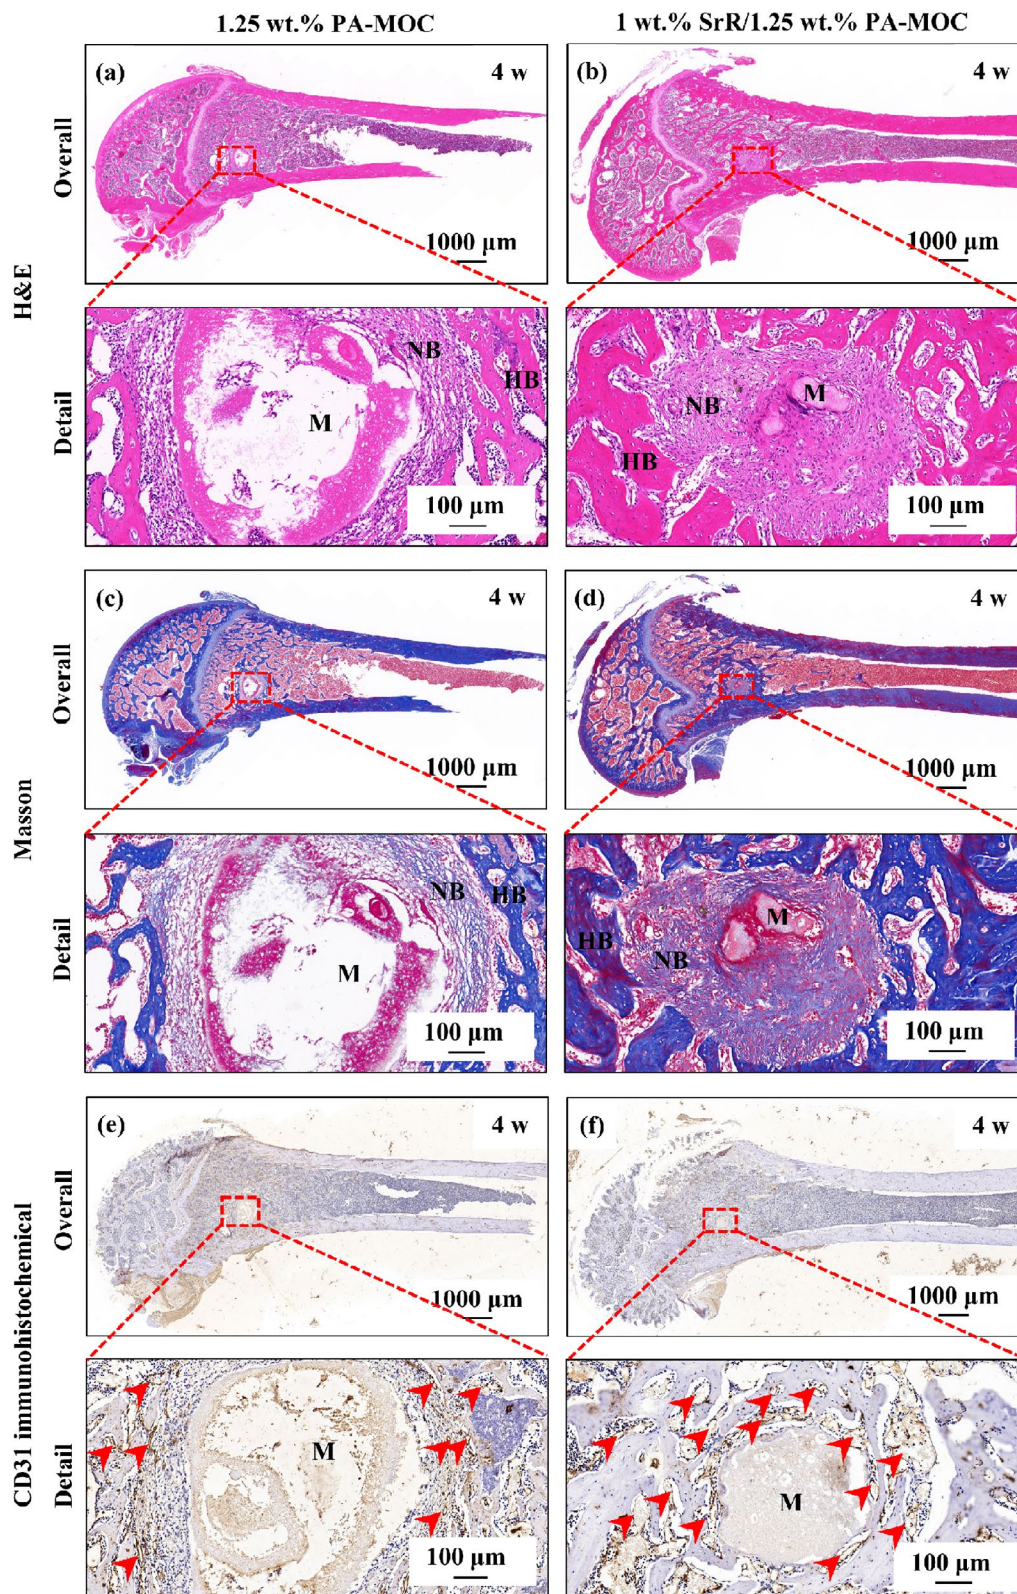 1.25 wt.% PA-MOC
1 wt.% SrR/1.25 wt.% PA-MOC
H&E
Overall
(a)
4 w
1000 µm
(b)
4 w
1000 µm
Detail
M
NB
HB
100 µm
M
NB
HB
100 µm
Masson
Overall
(c)
4 w
1000 µm
(d)
4 w
1000 µm
Detail
M
NB
HB
100 µm
M
HB
NB
100 µm
CD31 immunohistochemical
Overall
(e)
4 w
1000 µm
(f)
4 w
1000 µm
Detail
M
100 µm
M
100 µm